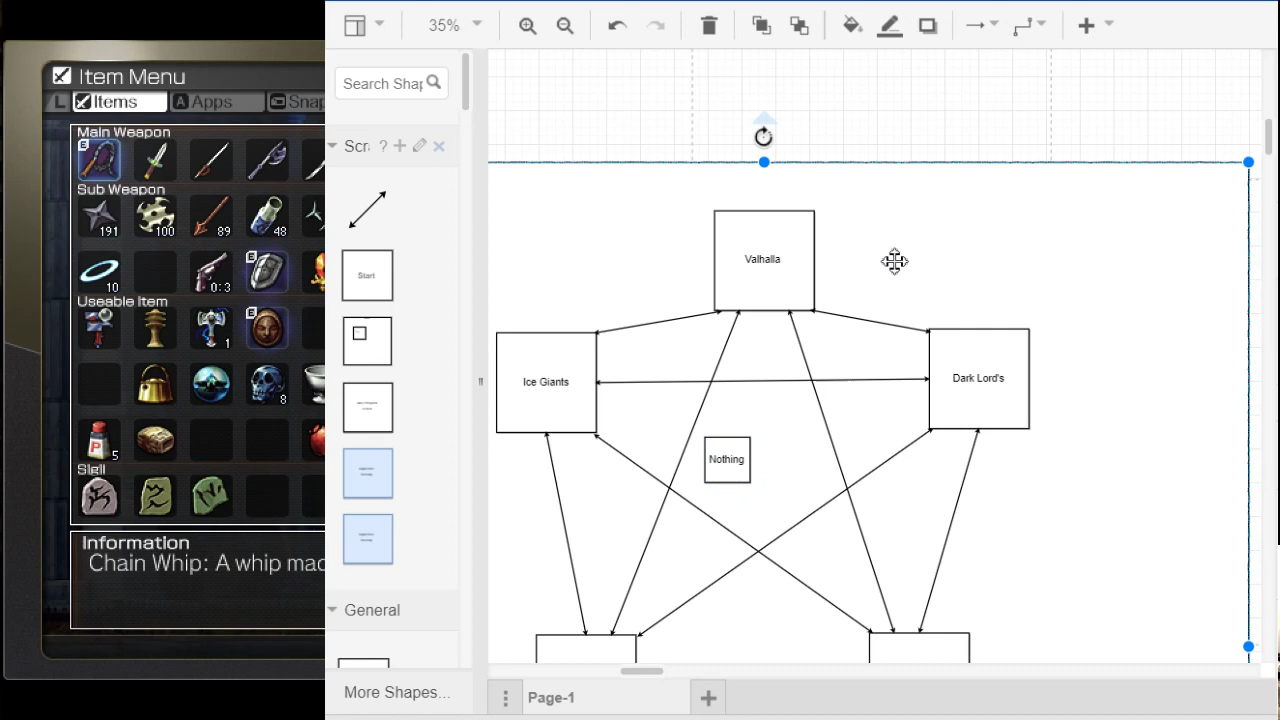 Item Menu
L Items A Apps Snap
Main Weapon
E
Sub Weapon
191 100 89 48
E
10 0:3
Useable Item
E
1
8
P 5
Sigil
Information
Chain Whip: A whip mad
35%
Search Shap
Scr ?
Start
General
More Shapes...
Valhalla
Ice Giants
Dark Lord's
Nothing
Page-1